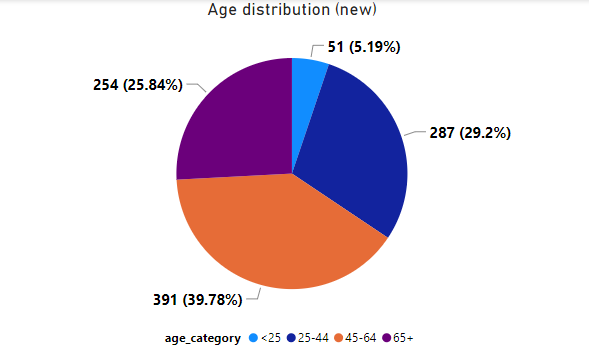 Age distribution (new)
51 (5.19%)
254 (25.84%)
287 (29.2%)
391 (39.78%)
age_category <25 25-44 45-64 65+